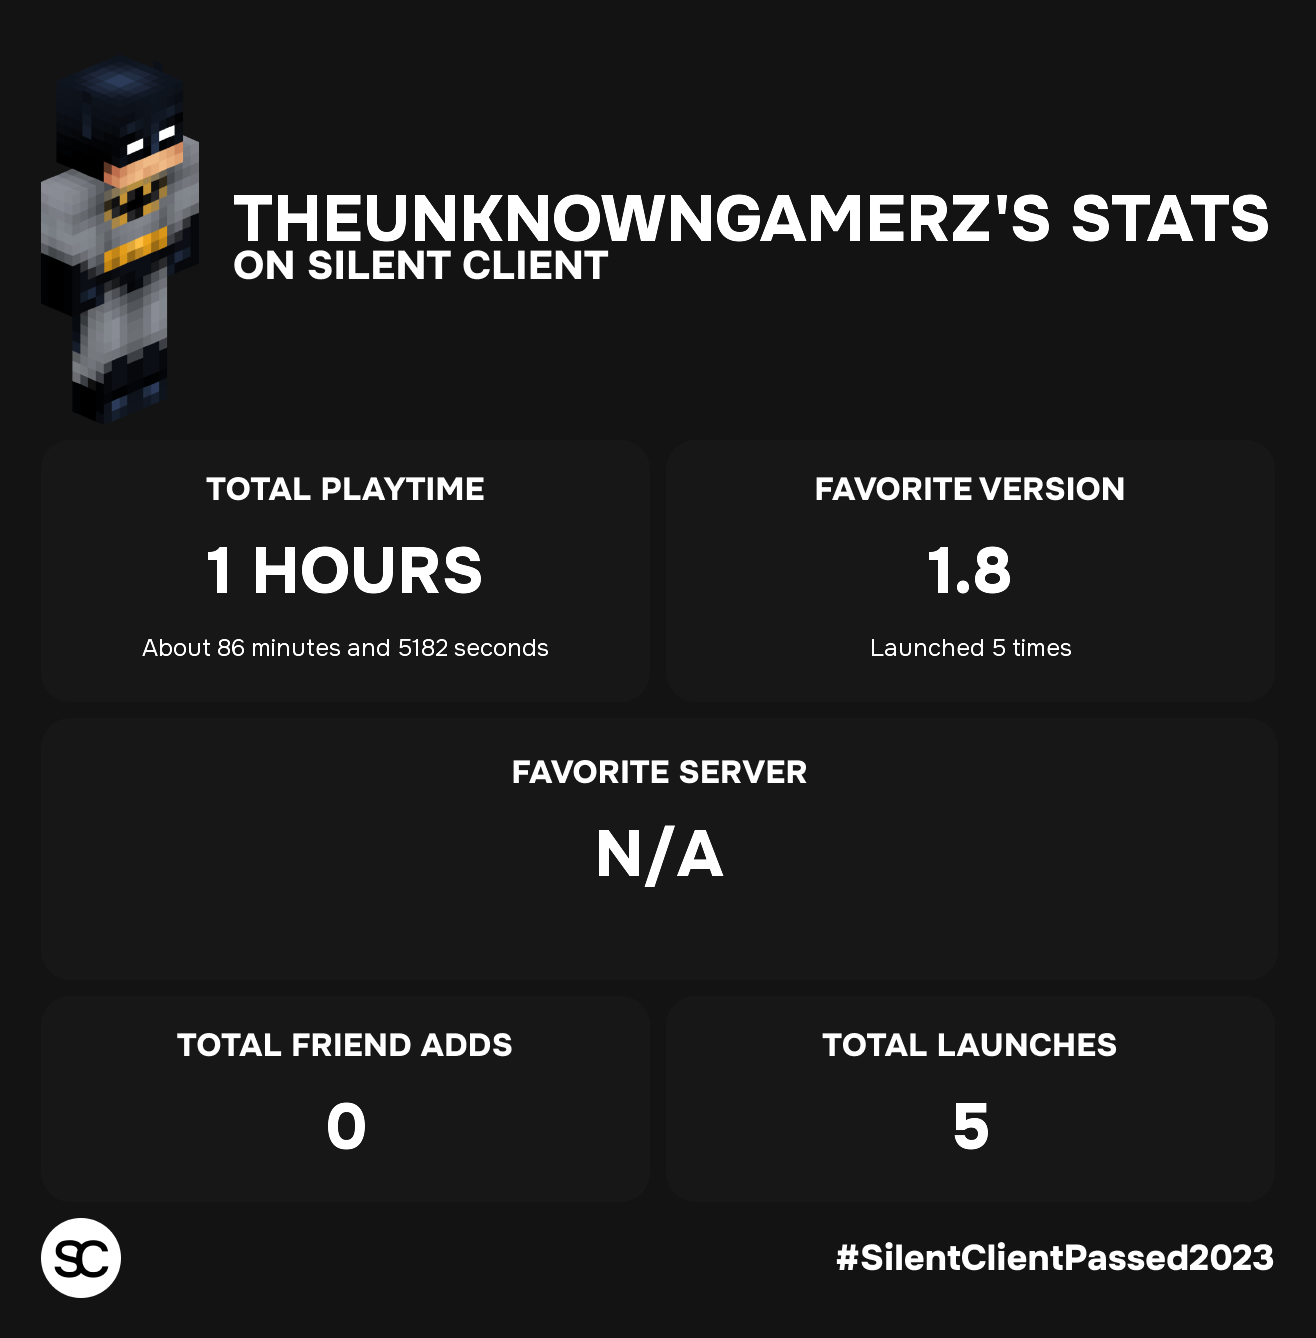 THEUNKNOWNGAMERZ'S STATS
ON SILENT CLIENT
TOTAL PLAYTIME
1 HOURS
About 86 minutes and 5182 seconds
FAVORITE VERSION
1.8
Launched 5 times
FAVORITE SERVER
N/A
TOTAL FRIEND ADDS
0
TOTAL LAUNCHES
5
SC
#SilentClientPassed2023